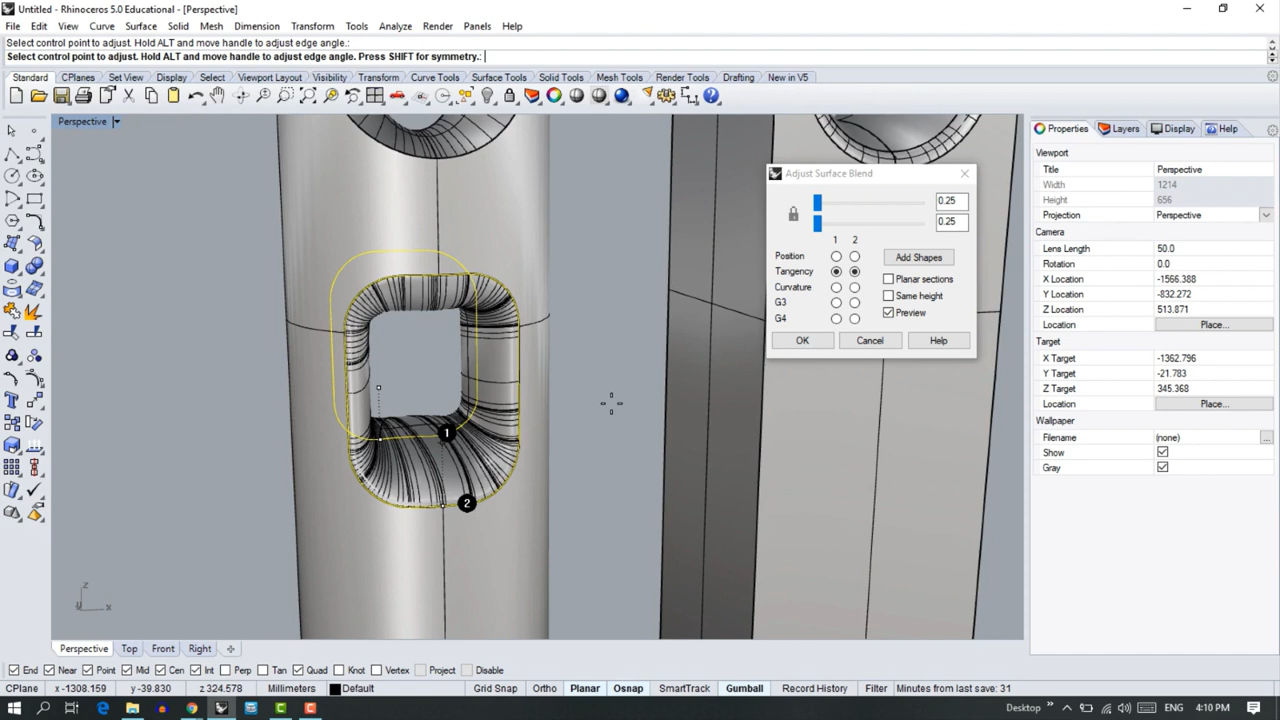 Untitled - Rhinoceros 5.0 Educational - [Perspective]
File Edit View Curve Surface Solid Mesh Dimension Transform Tools Analyze Render Panels Help
Select control point to adjust. Hold ALT and move handle to adjust edge angle.:
Select control point to adjust. Hold ALT and move handle to adjust edge angle. Press SHIFT for symmetry.:
Standard CPlanes Set View Display Select Viewport Layout Visibility Transform Curve Tools Surface Tools Solid Tools Mesh Tools Render Tools Drafting New in V5
Perspective
Properties Layers Display Help
Viewport
Title Perspective
Width 1214
Height 656
Projection Perspective
Camera
Lens Length 50.0
Rotation 0.0
X Location -1566.388
Y Location -832.272
Z Location 513.871
Location Place...
Target
X Target -1362.796
Y Target -21.783
Z Target 345.368
Location Place...
Wallpaper
Filename (none) ...
Show
Gray
Adjust Surface Blend
0.25
0.25
1 2
Position
Tangency
Curvature
G3
G4
Add Shapes
Planar sections
Same height
Preview
OK Cancel Help
1
2
z
y x
Perspective Top Front Right
End Near Point Mid Cen Int Perp Tan Quad Knot Vertex Project Disable
CPlane x -1308.159 y -39.830 z 324.578 Millimeters Default Grid Snap Ortho Planar Osnap SmartTrack Gumball Record History Filter Minutes from last save: 31
Desktop » ENG 4:10 PM